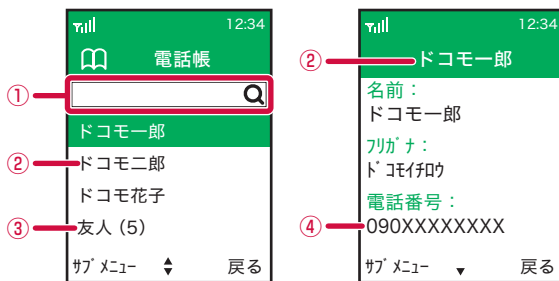 12:34
電話帳
①
ドコモ一郎
②
ドコモ二郎
ドコモ花子
③
友人 (5)
ｻﾌﾞﾒﾆｭｰ
戻る
12:34
②
ドコモ一郎
名前：
ドコモ一郎
ﾌﾘｶﾞﾅ：
ﾄﾞｺﾓｲﾁﾛｳ
電話番号：
④
090XXXXXXXX
ｻﾌﾞﾒﾆｭｰ
戻る